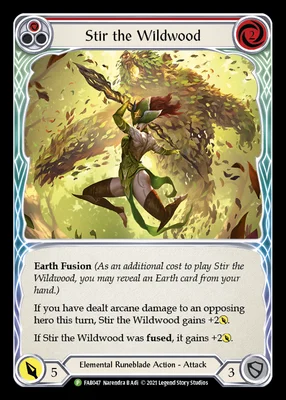 Stir the Wildwood
2
Earth Fusion (As an additional cost to play Stir the
Wildwood, you may reveal an Earth card from your
hand.)
If you have dealt arcane damage to an opposing
hero this turn, Stir the Wildwood gains +2
If Stir the Wildwood was fused, it gains +2
5
Elemental Runeblade Action - Attack
3
P FAB047 Narendra B Adi © 2021 Legend Story Studios